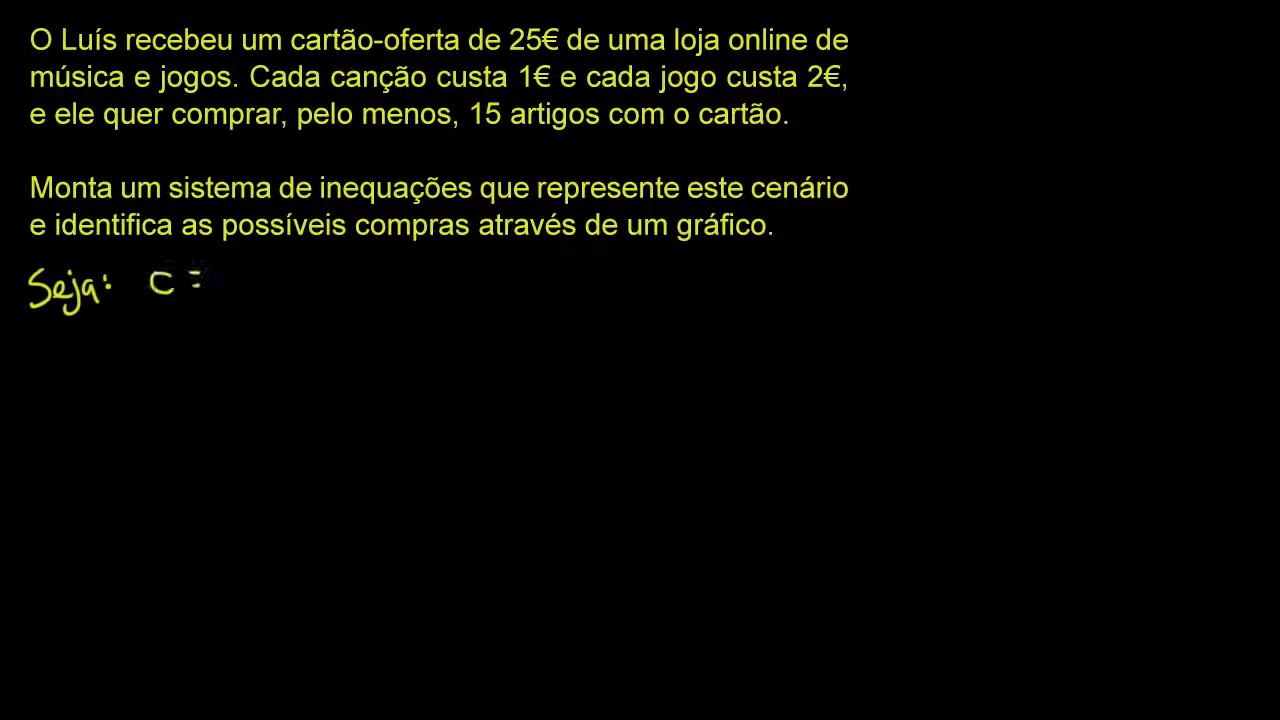 O Luís recebeu um cartão-oferta de 25€ de uma loja online de
música e jogos. Cada canção custa 1€ e cada jogo custa 2€,
e ele quer comprar, pelo menos, 15 artigos com o cartão.
Monta um sistema de inequações que represente este cenário
e identifica as possíveis compras através de um gráfico.
Seja: c =